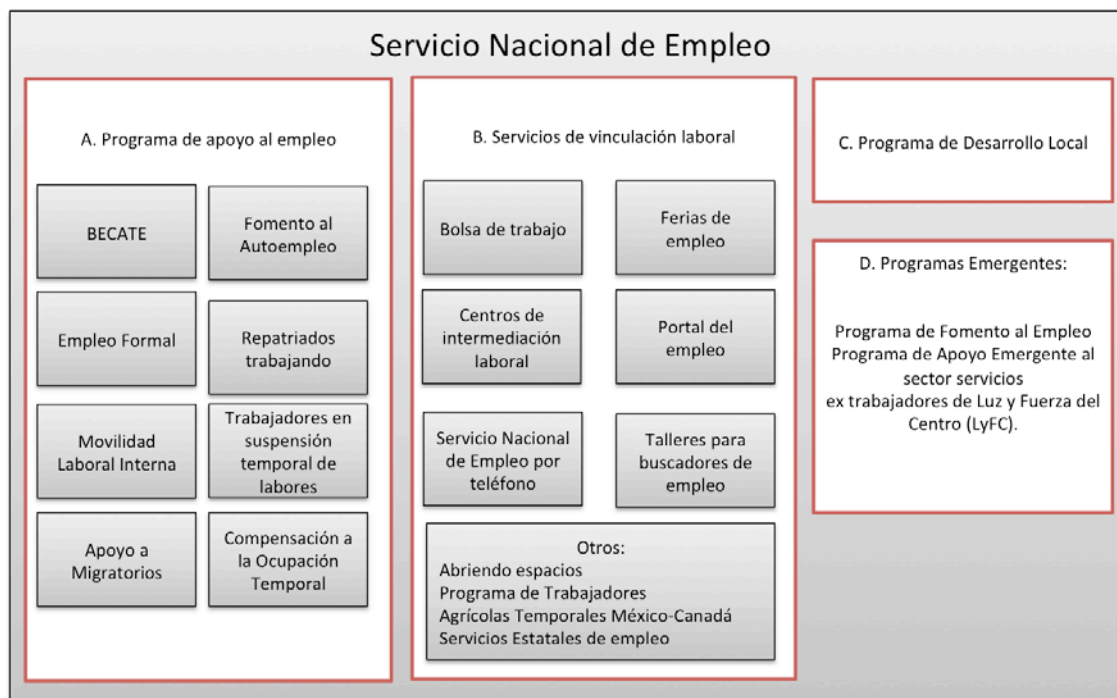 Servicio Nacional de Empleo
A. Programa de apoyo al empleo
BECATE
Fomento al
Autoempleo
Empleo Formal
Repatriados
trabajando
Movilidad
Laboral Interna
Trabajadores en
suspensión
temporal de
labores
Apoyo a
Migratorios
Compensación a
la Ocupación
Temporal
B. Servicios de vinculación laboral
Bolsa de trabajo
Ferias de
empleo
Centros de
intermediación
laboral
Portal del
empleo
Servicio Nacional
de Empleo por
teléfono
Talleres para
buscadores de
empleo
Otros:
Abriendo espacios
Programa de Trabajadores
Agrícolas Temporales México-Canadá
Servicios Estatales de empleo
C. Programa de Desarrollo Local
D. Programas Emergentes:
Programa de Fomento al Empleo
Programa de Apoyo Emergente al
sector servicios
ex trabajadores de Luz y Fuerza del
Centro (LyFC).